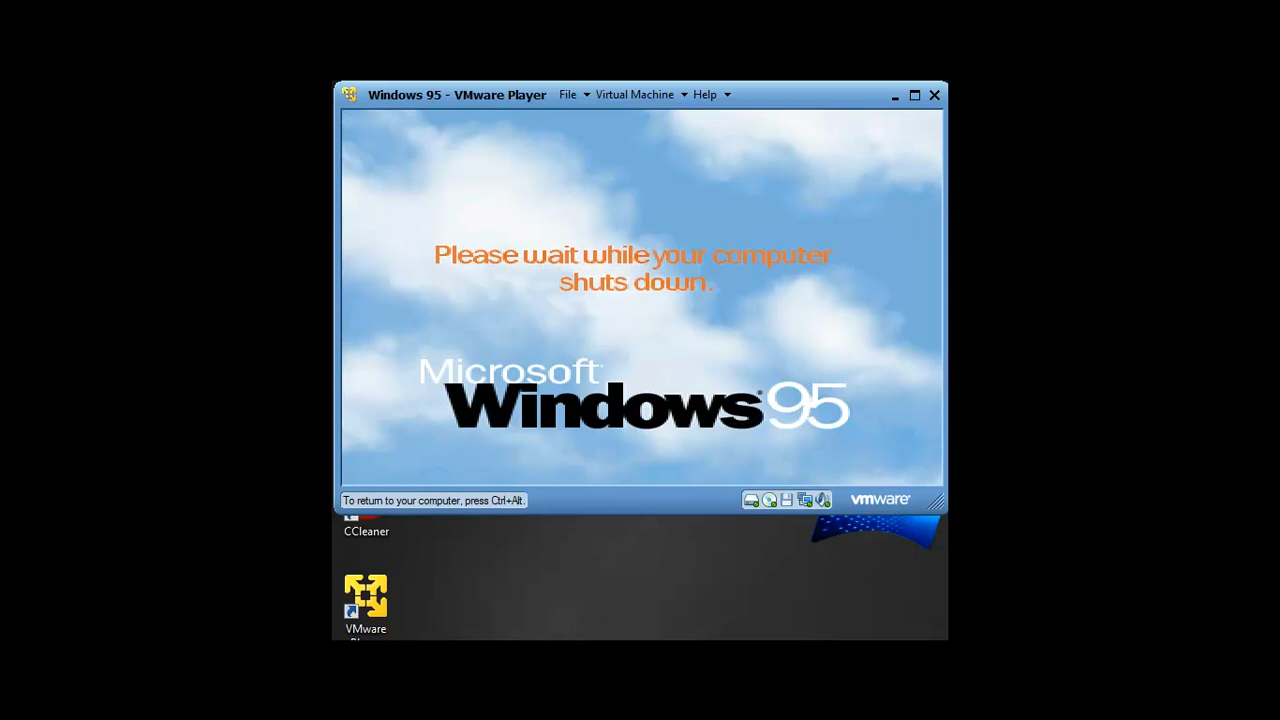 Windows 95 - VMware Player File Virtual Machine Help
Please wait while your computer
shuts down.
Microsoft
Windows 95
To return to your computer, press Ctrl+Alt.
vmware
CCleaner
VMware